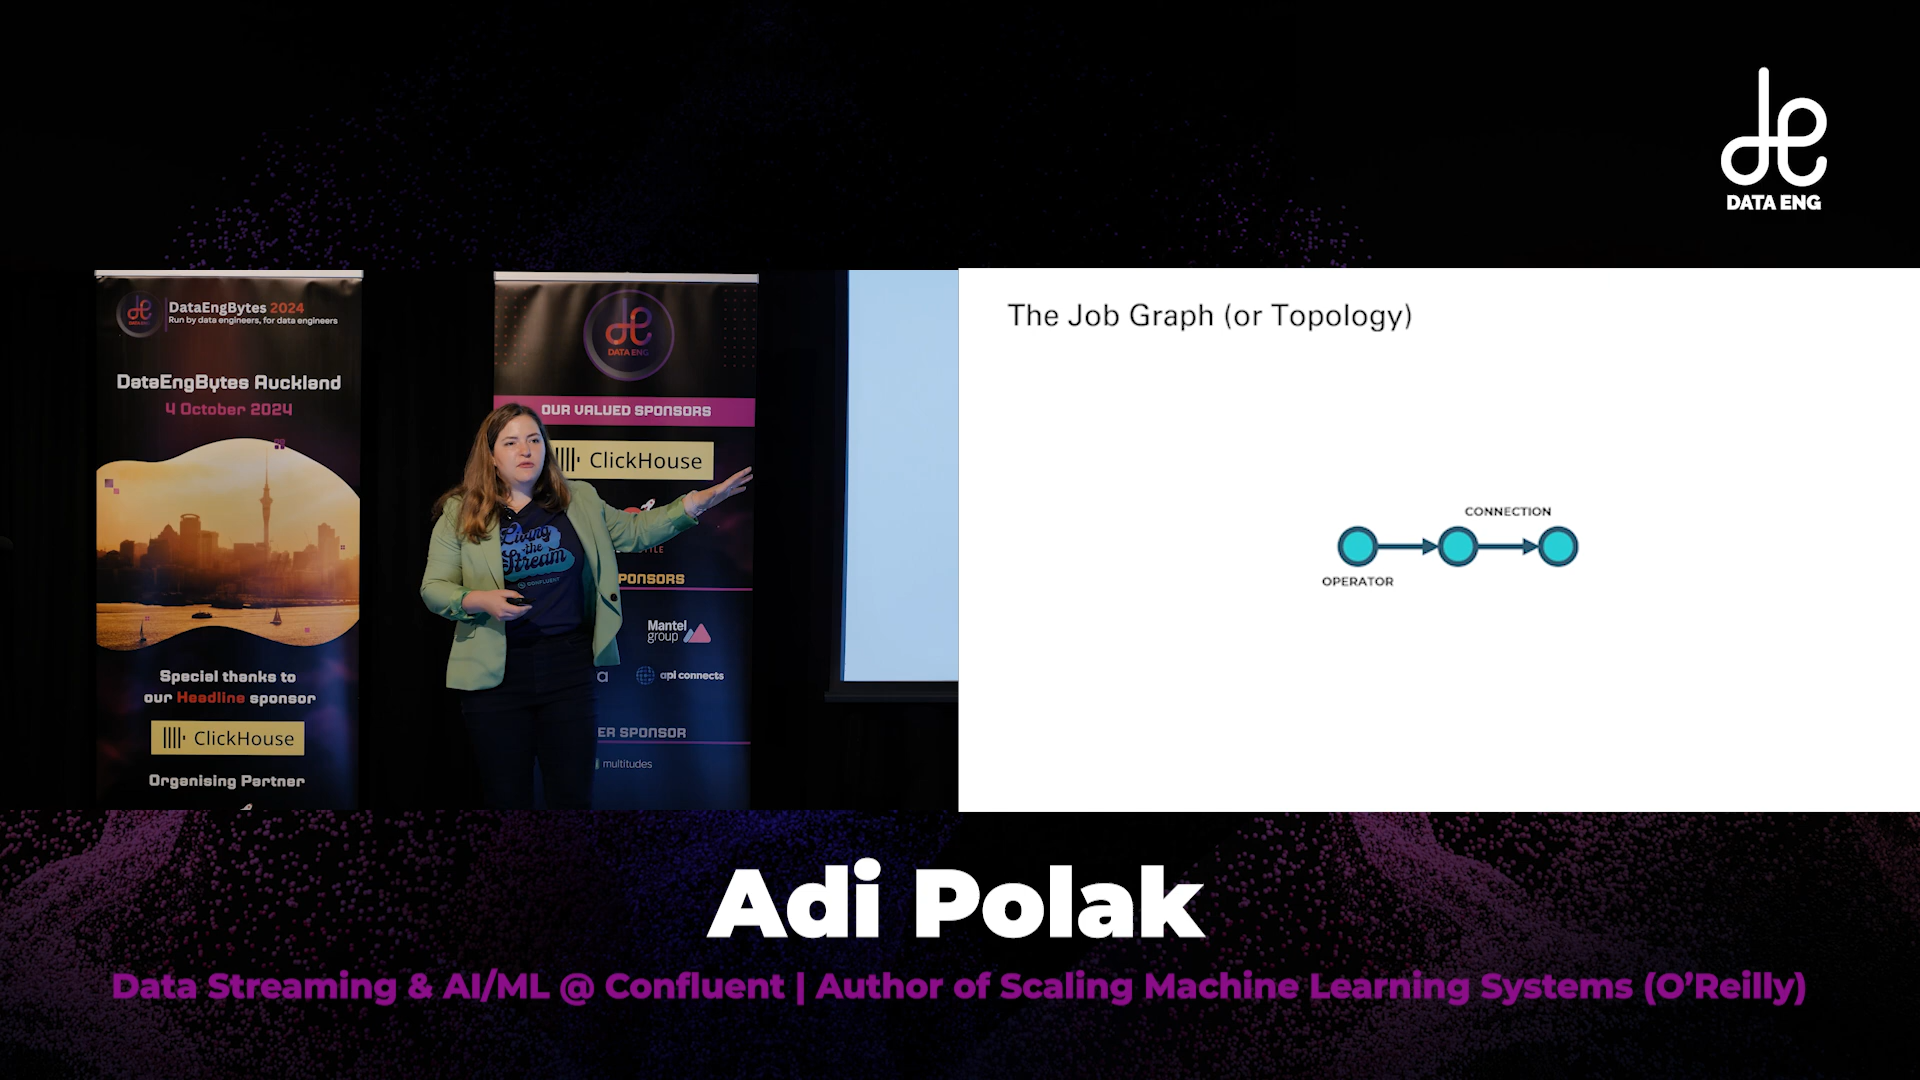 DATA ENG
DataEngBytes 2024
Run by data engineers, for data engineers
DataEngBytes Auckland
4 October 2024
Special thanks to
our Headline sponsor
ClickHouse
Organising Partner
DATA ENG
OUR VALUED SPONSORS
ClickHouse
Mantel
group
api connects
ER SPONSOR
multitudes
Living
the
Stream
CONFLUENT
The Job Graph (or Topology)
CONNECTION
OPERATOR
Adi Polak
Data Streaming & AI/ML @ Confluent | Author of Scaling Machine Learning Systems (O’Reilly)